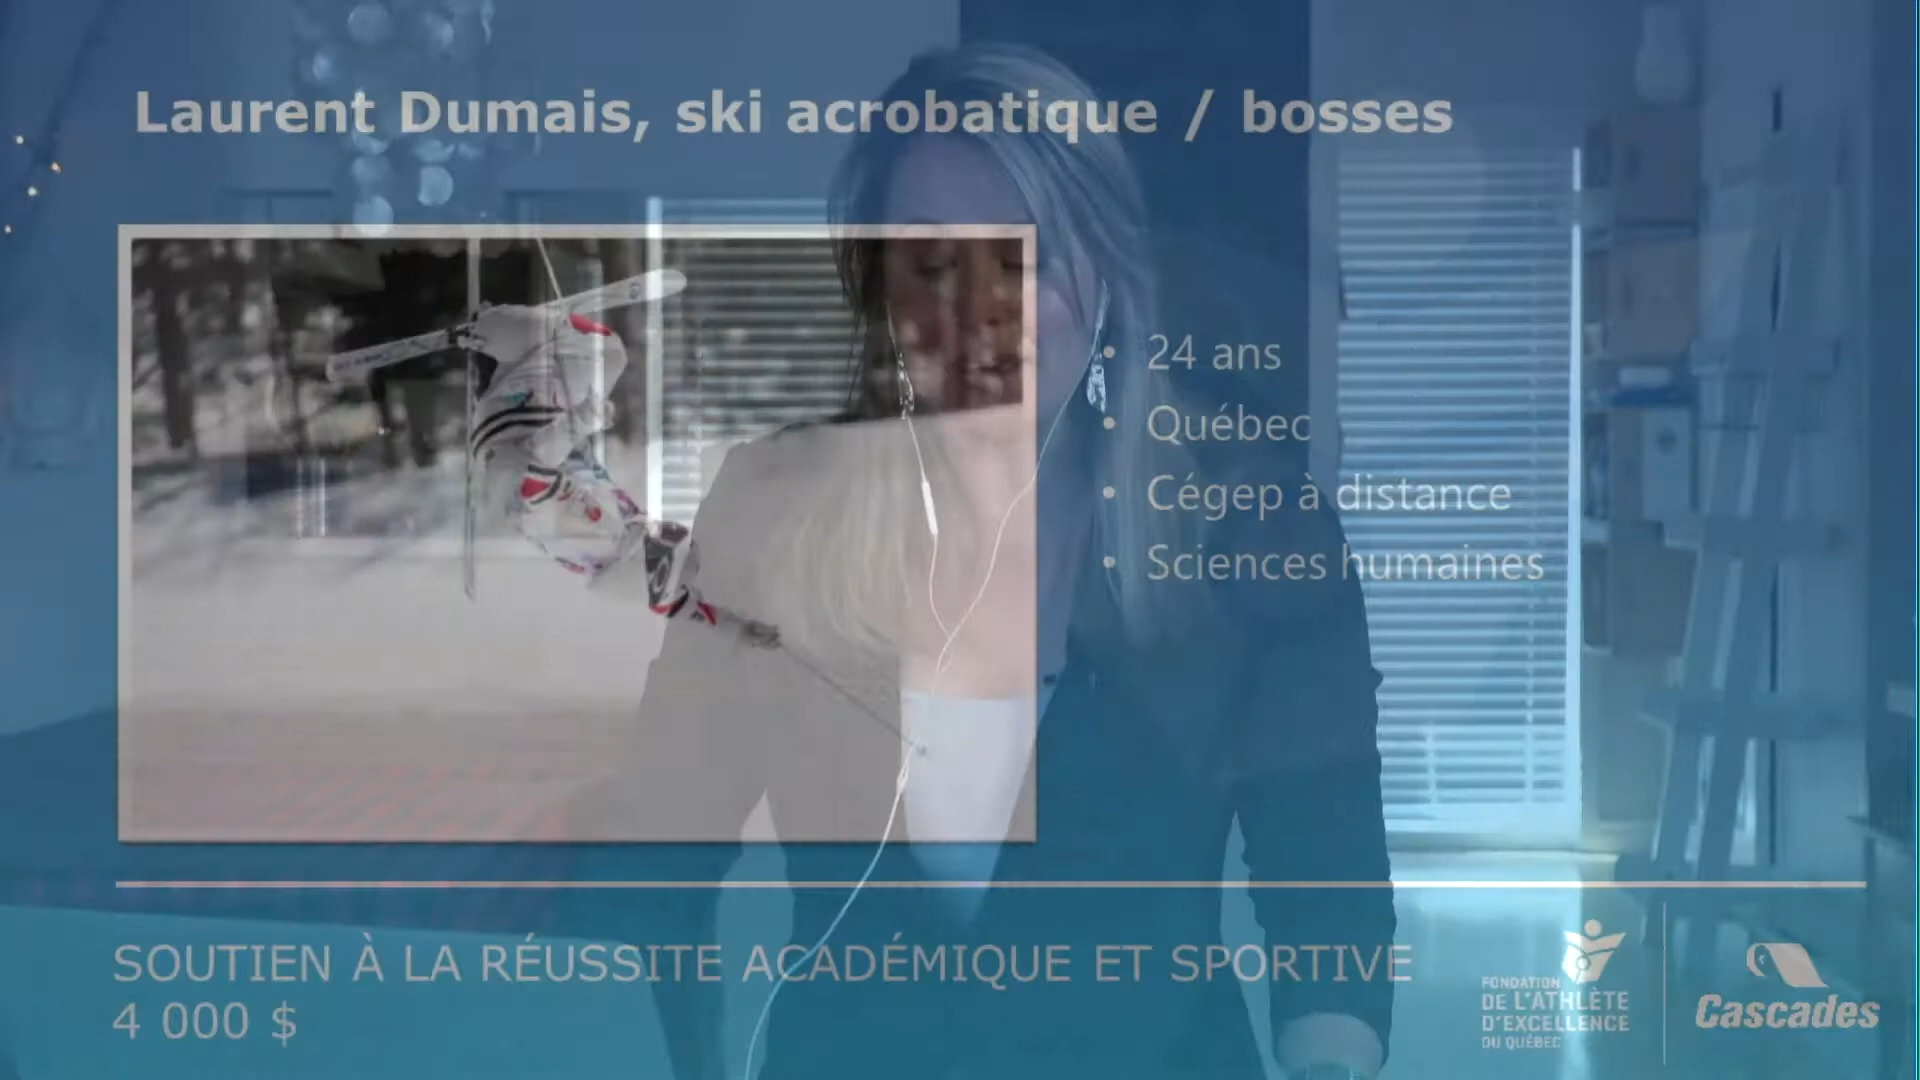 Laurent Dumais, ski acrobatique / bosses
• 24 ans
• Québec
• Cégep à distance
• Sciences humaines
SOUTIEN À LA RÉUSSITE ACADÉMIQUE ET SPORTIVE
4 000 $
FONDATION
DE L'ATHLÈTE
D'EXCELLENCE
DU QUÉBEC
Cascades